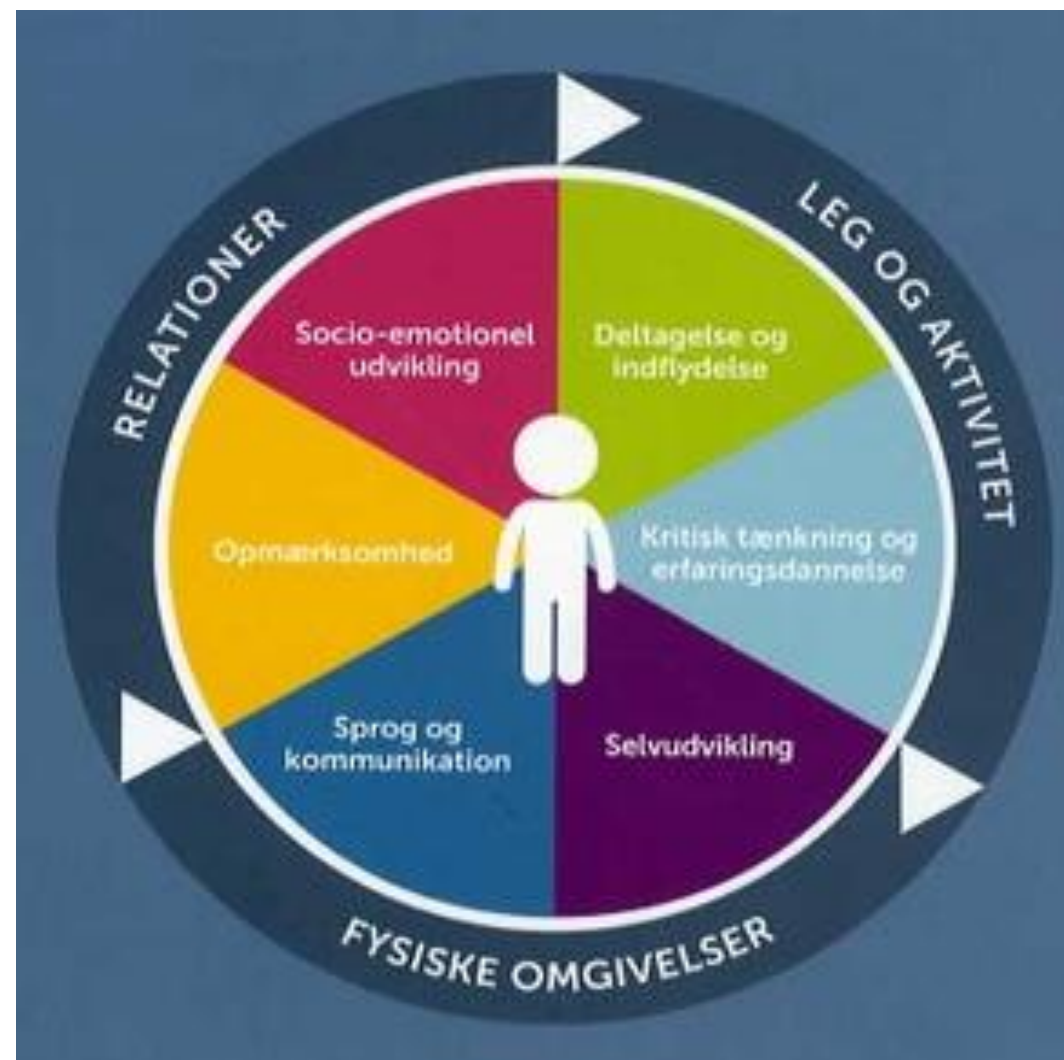 RELATIONER
LEG OG AKTIVITET
Socio-emotionel
udvikling
Deltagelse og
indflydelse
Opmærksomhed
Kritisk tænkning og
erfaringsdannelse
Sprog og
kommunikation
Selvudvikling
FYSISKE OMGIVELSER